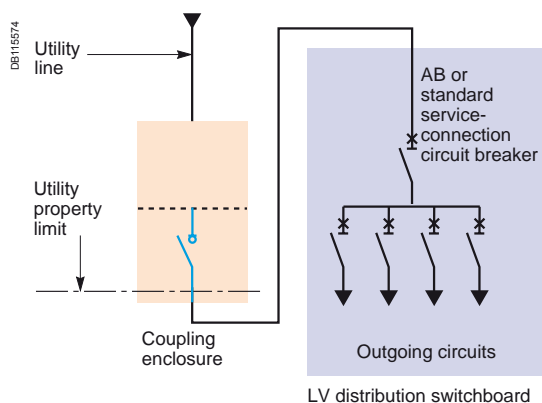 DB115574
Utility
line
AB or
standard
service-
connection
circuit breaker
Utility
property
limit
Coupling
enclosure
Outgoing circuits
LV distribution switchboard